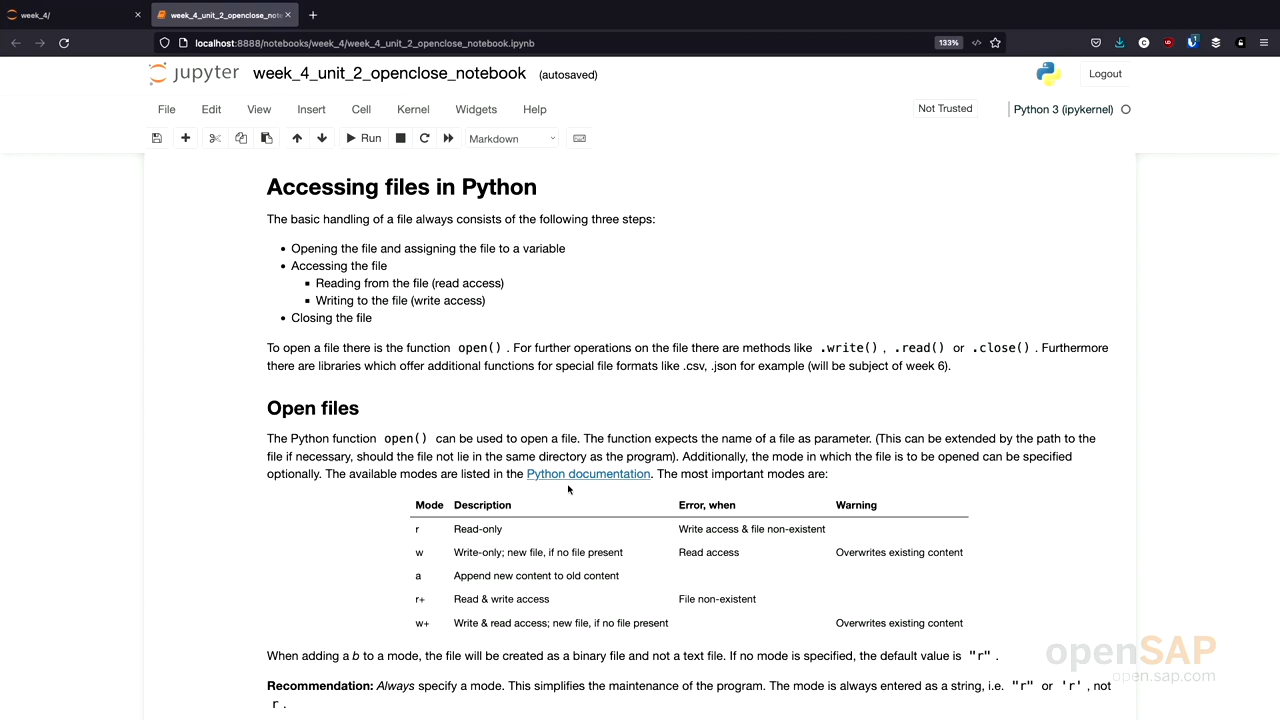 week_4/
week_4_unit_2_openclose_note
localhost:8888/notebooks/week_4/week_4_unit_2_openclose_notebook.ipynb
133%
jupyter week_4_unit_2_openclose_notebook (autosaved)
Logout
File Edit View Insert Cell Kernel Widgets Help
Not Trusted
Python 3 (ipykernel)
Run
Markdown
Accessing files in Python
The basic handling of a file always consists of the following three steps:
• Opening the file and assigning the file to a variable
• Accessing the file
▪ Reading from the file (read access)
▪ Writing to the file (write access)
• Closing the file
To open a file there is the function open() . For further operations on the file there are methods like .write() , .read() or .close() . Furthermore
there are libraries which offer additional functions for special file formats like .csv, .json for example (will be subject of week 6).
Open files
The Python function open() can be used to open a file. The function expects the name of a file as parameter. (This can be extended by the path to the
file if necessary, should the file not lie in the same directory as the program). Additionally, the mode in which the file is to be opened can be specified
optionally. The available modes are listed in the Python documentation. The most important modes are:
Mode Description Error, when Warning
r Read-only Write access & file non-existent
w Write-only; new file, if no file present Read access Overwrites existing content
a Append new content to old content
r+ Read & write access File non-existent
w+ Write & read access; new file, if no file present Overwrites existing content
When adding a b to a mode, the file will be created as a binary file and not a text file. If no mode is specified, the default value is "r" .
Recommendation: Always specify a mode. This simplifies the maintenance of the program. The mode is always entered as a string, i.e. "r" or 'r' , not
r .
openSAP
open.sap.com